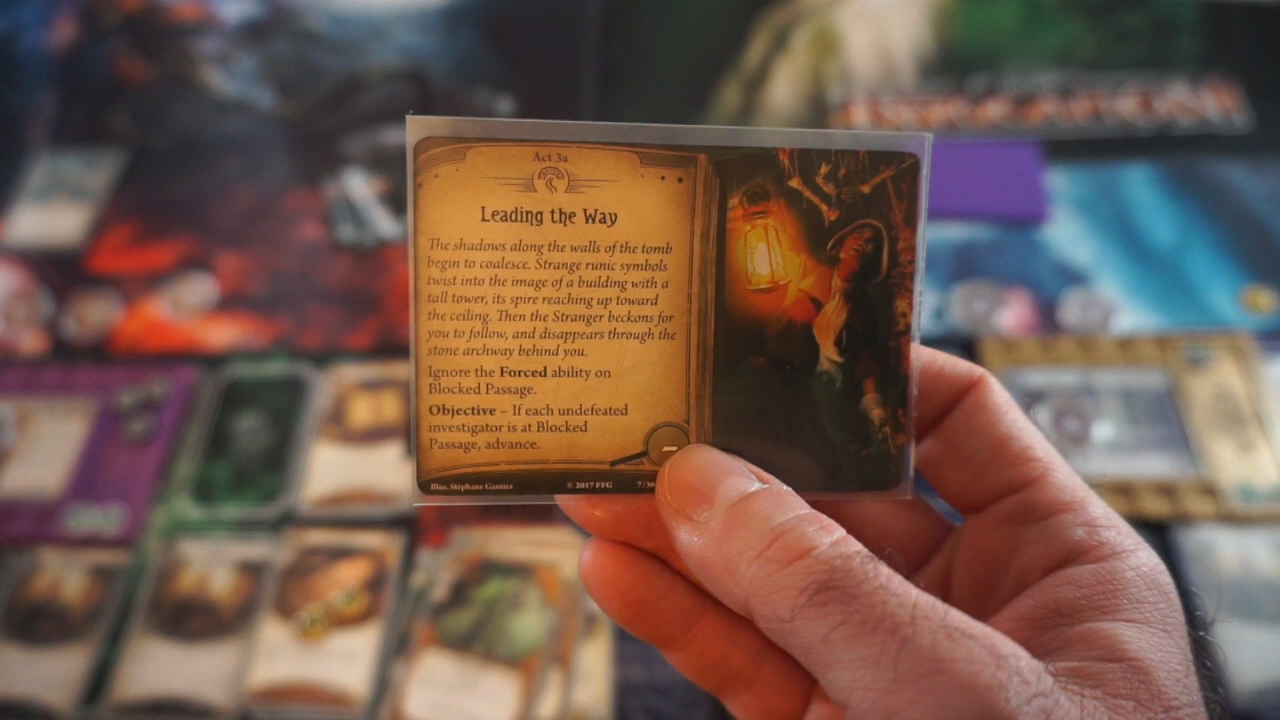 Act 3a
Leading the Way
The shadows along the walls of the tomb
begin to coalesce. Strange runic symbols
twist into the image of a building with a
tall tower, its spire reaching up toward
the ceiling. Then the Stranger beckons for
you to follow, and disappears through the
stone archway behind you.
Ignore the Forced ability on
Blocked Passage.
Objective – If each undefeated
investigator is at Blocked
Passage, advance.
Illus. Stéphane Gantiez
© 2017 FFG